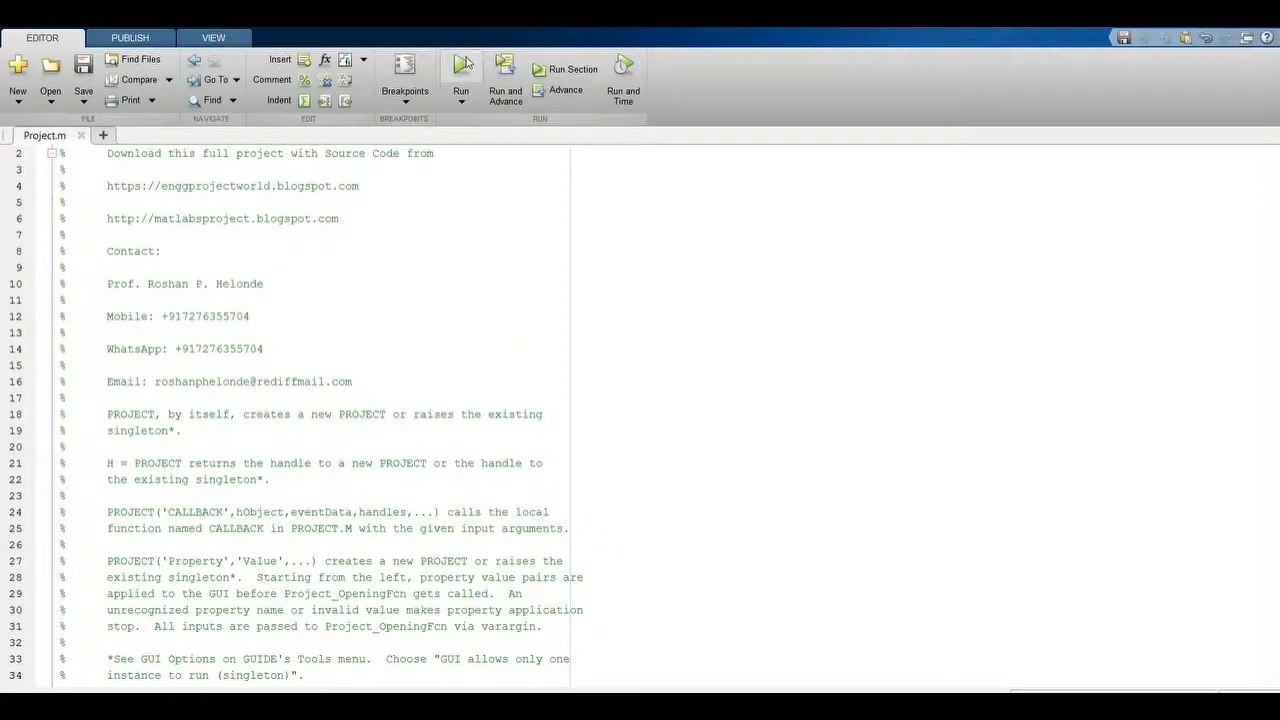 EDITOR PUBLISH VIEW
New Open Save Find Files Compare Print
FILE
Go To Find
NAVIGATE
Insert fx
Comment %
Indent
EDIT
Breakpoints
BREAKPOINTS
Run Run and Advance Run Section Advance Run and Time
RUN
Project.m
2 % Download this full project with Source Code from
3 %
4 % https://enggprojectworld.blogspot.com
5 %
6 % http://matlabsproject.blogspot.com
7 %
8 % Contact:
9 %
10 % Prof. Roshan P. Helonde
11 %
12 % Mobile: +917276355704
13 %
14 % WhatsApp: +917276355704
15 %
16 % Email: roshanphelonde@rediffmail.com
17 %
18 % PROJECT, by itself, creates a new PROJECT or raises the existing
19 % singleton*.
20 %
21 % H = PROJECT returns the handle to a new PROJECT or the handle to
22 % the existing singleton*.
23 %
24 % PROJECT('CALLBACK',hObject,eventData,handles,...) calls the local
25 % function named CALLBACK in PROJECT.M with the given input arguments.
26 %
27 % PROJECT('Property','Value',...) creates a new PROJECT or raises the
28 % existing singleton*.  Starting from the left, property value pairs are
29 % applied to the GUI before Project_OpeningFcn gets called.  An
30 % unrecognized property name or invalid value makes property application
31 % stop.  All inputs are passed to Project_OpeningFcn via varargin.
32 %
33 % *See GUI Options on GUIDE's Tools menu.  Choose "GUI allows only one
34 % instance to run (singleton)".